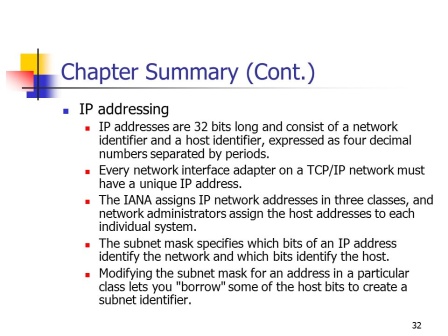 Chapter Summary (Cont.)
IP addressing
IP addresses are 32 bits long and consist of a network
identifier and a host identifier, expressed as four decimal
numbers separated by periods.
Every network interface adapter on a TCP/IP network must
have a unique IP address.
The IANA assigns IP network addresses in three classes, and
network administrators assign the host addresses to each
individual system.
The subnet mask specifies which bits of an IP address
identify the network and which bits identify the host.
Modifying the subnet mask for an address in a particular
class lets you "borrow" some of the host bits to create a
subnet identifier.
32